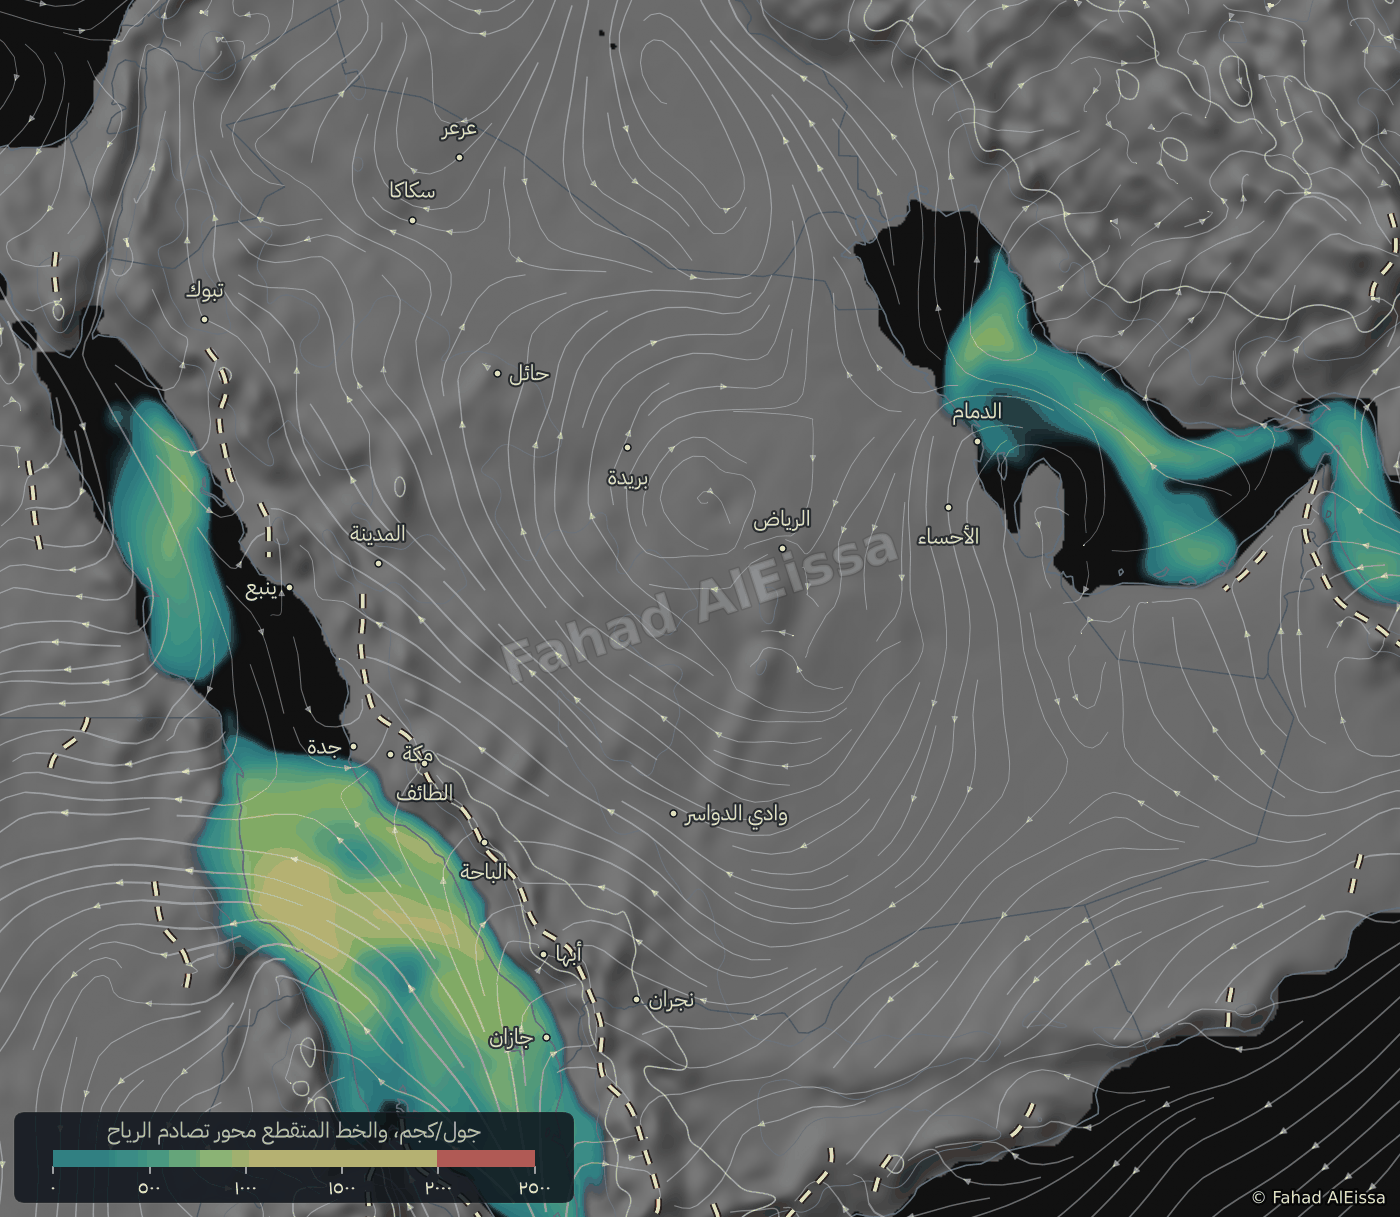 عرعر
سكاكا
تبوك
حائل
الدمام
بريدة
الرياض
المدينة
الأحساء
ينبع
Fahad AlEissa
جدة
مكة
الطائف
وادي الدواسر
الباحة
أبها
نجران
جازان
جول/كجم، والخط المتقطع محور تصادم الرياح
٠ ٥٠٠ ١٠٠٠ ١٥٠٠ ٢٠٠٠ ٢٥٠٠
© Fahad AlEissa